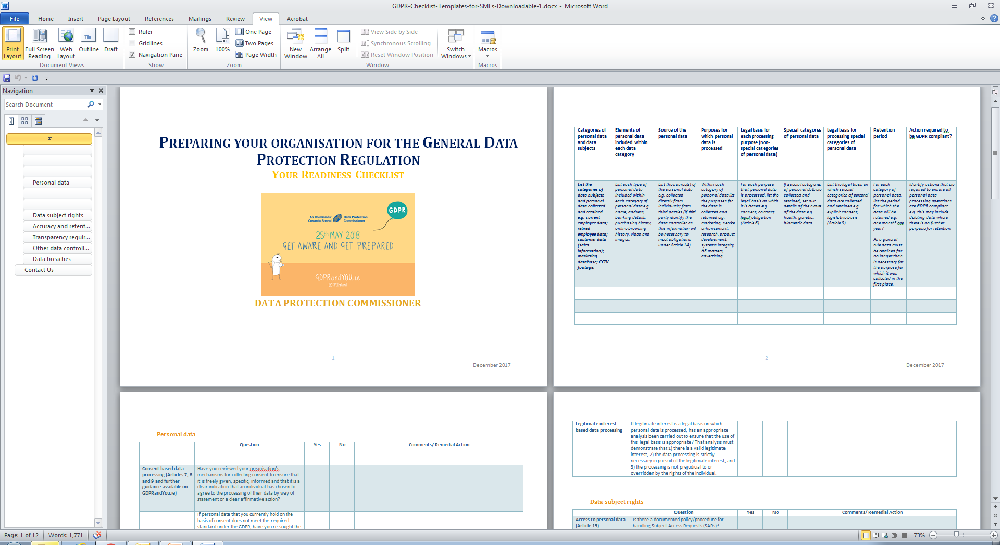 GDPR-Checklist-Templates-for-SMEs-Downloadable-1.docx - Microsoft Word
File Home Insert Page Layout References Mailings Review View Acrobat
Print Layout
Full Screen Reading
Web Layout
Outline
Draft
Document Views
Ruler
Gridlines
Navigation Pane
Show
Zoom
100%
One Page
Two Pages
Page Width
Zoom
New Window
Arrange All
Split
View Side by Side
Synchronous Scrolling
Reset Window Position
Window
Switch Windows
Macros
Macros
Navigation
Search Document
Personal data
Data subject rights
Accuracy and retent...
Transparency requir...
Other data controll...
Data breaches
Contact Us
PREPARING YOUR ORGANISATION FOR THE GENERAL DATA
PROTECTION REGULATION
YOUR READINESS CHECKLIST
GDPR
An Coimisinéir Cosanta Sonraí
Data Protection Commissioner
25th MAY 2018
GET AWARE AND GET PREPARED
GDPRandYOU.ie
@DPCIreland
DATA PROTECTION COMMISSIONER
1
December 2017
Categories of
personal data
and data
subjects
Elements of
personal data
included within
each data
category
Source of the
personal data
Purposes for
which personal
data is
processed
Legal basis for
each processing
purpose (non-
special categories
of personal data)
Special categories
of personal data
Legal basis for
processing special
categories of
personal data
Retention
period
Action required to
be GDPR compliant?
List the
categories of
data subjects
and personal
data collected
and retained
e.g. current
employee data;
retired
employee data;
customer data
(sales
information);
marketing
database; CCTV
footage.
List each type of
personal data
included within
each category of
personal data e.g.
name, address,
banking details,
purchasing history,
online browsing
history, video and
images.
List the source(s) of
the personal data
e.g. collected
directly from
individuals; from
third parties (if third
party identify the
data controller as
this information will
be necessary to
meet obligations
under Article 14).
Within each
category of
personal data list
the purposes for
the data is
collected and
retained e.g.
marketing, service
enhancement,
research, product
development,
systems integrity,
HR matters,
advertising.
For each purpose
that personal data
is processed, list the
legal basis on which
it is based e.g.
consent, contract,
legal obligation
(Article 6).
If special categories
of personal data are
collected and
retained, set out
details of the nature
of the data e.g.
health, genetic,
biometric data.
List the legal basis on
which special
categories of personal
data are collected
and retained e.g.
explicit consent,
legislative basis
(Article 9).
For each
category of
personal data,
list the period
for which the
data will be
retained e.g.
one month? one
year?
As a general
rule data must
be retained for
no longer than
is necessary for
the purpose for
which it was
collected in the
first place.
Identify actions that are
required to ensure all
personal data
processing operations
are GDPR compliant
e.g. this may include
deleting data where
there is no further
purpose for retention.
2
December 2017
Personal data
Question Yes No Comments/ Remedial Action
Consent based data
processing (Articles 7, 8
and 9 and further
guidance available on
GDPRandYou.ie)
Have you reviewed your organisation's
mechanisms for collecting consent to ensure that
it is freely given, specific, informed and that it is a
clear indication that an individual has chosen to
agree to the processing of their data by way of
statement or a clear affirmative action?
If personal data that you currently hold on the
basis of consent does not meet the required
standard under the GDPR, have you re-sought the
Legitimate interest
based data processing
If legitimate interest is a legal basis on which
personal data is processed, has an appropriate
analysis been carried out to ensure that the use of
this legal basis is appropriate? That analysis must
demonstrate that 1) there is a valid legitimate
interest, 2) the data processing is strictly
necessary in pursuit of the legitimate interest, and
3) the processing is not prejudicial to or
overridden by the rights of the individual.
Data subject rights
Question Yes No Comments/ Remedial Action
Access to personal data
(Article 15)
Is there a documented policy/procedure for
handling Subject Access Requests (SARs)?
Page: 1 of 12 Words: 1,771 73%